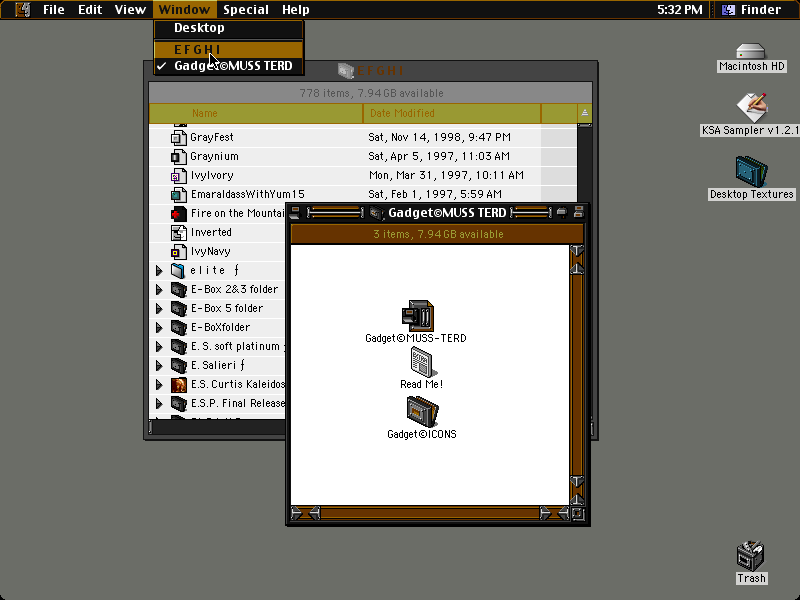 File Edit View Window Special Help 5:32 PM Finder
Desktop
E F G H I
✓ Gadget©MUSS TERD
E F G H I
778 items, 7.94 GB available
Name Date Modified
GrayFest Sat, Nov 14, 1998, 9:47 PM
Graynium Sat, Apr 5, 1997, 11:03 AM
IvyIvory Mon, Mar 31, 1997, 10:11 AM
EmaraldassWithYum15 Sat, Feb 1, 1997, 5:59 AM
Fire on the Mountai
Inverted
IvyNavy
e l i t e ƒ
E-Box 2&3 folder
E-Box 5 folder
E-BoXfolder
E. S. soft platinum
E. Salieri ƒ
E.S. Curtis Kaleidos
E.S.P. Final Release
Gadget©MUSS TERD
3 items, 7.94 GB available
Gadget©MUSS-TERD
Read Me!
Gadget©ICONS
Macintosh HD
KSA Sampler v1.2.1
Desktop Textures
Trash